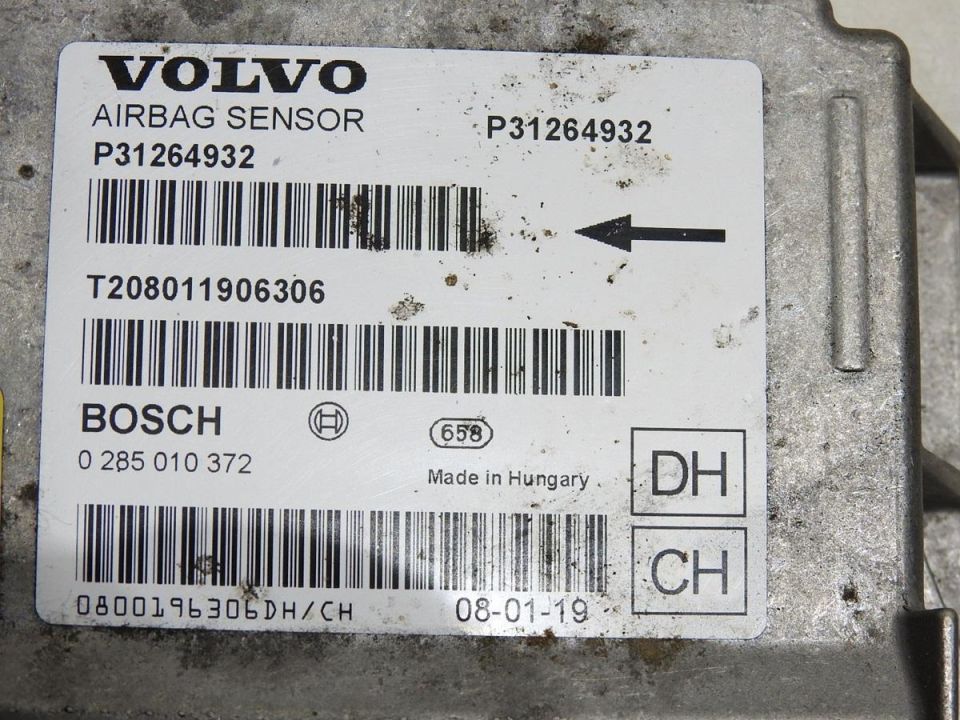 VOLVO
AIRBAG SENSOR
P31264932
P31264932
T208011906306
BOSCH
658
0 285 010 372
Made in Hungary
DH
CH
0800196306DH/CH
08-01-19